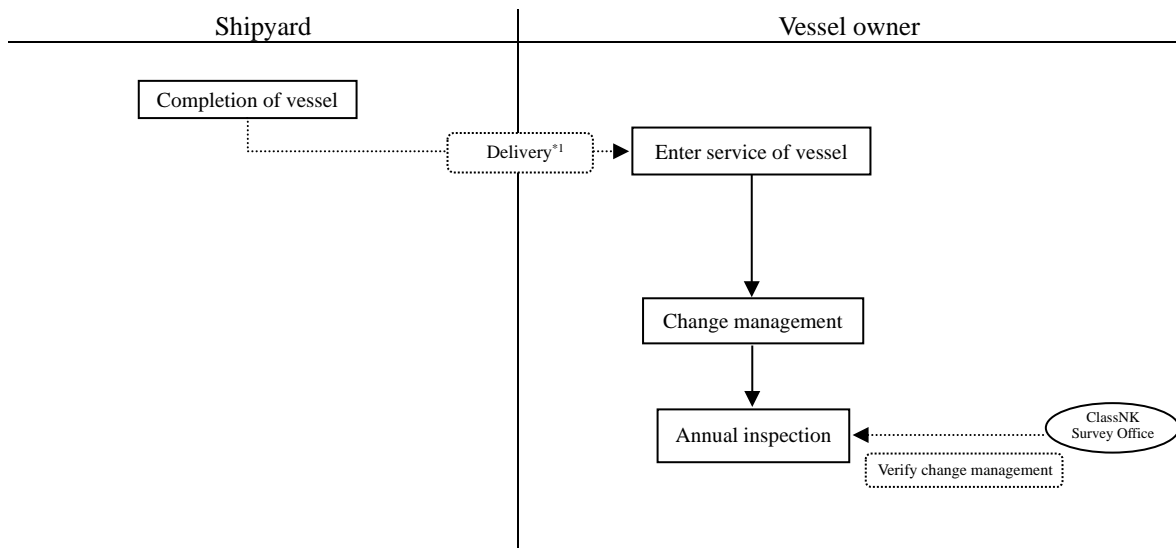 Shipyard
Vessel owner
Completion of vessel
Delivery*1
Enter service of vessel
Change management
Annual inspection
ClassNK
Survey Office
Verify change management